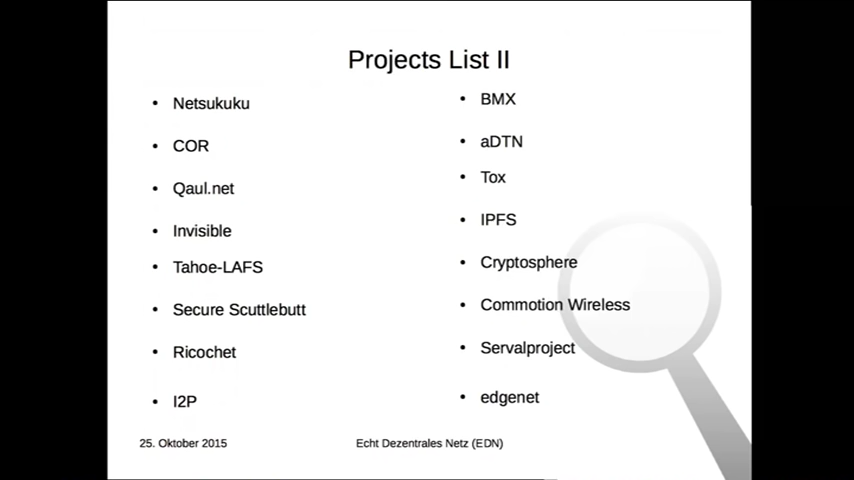 Projects List II
Netsukuku
COR
Qaul.net
Invisible
Tahoe-LAFS
Secure Scuttlebutt
Ricochet
I2P
BMX
aDTN
Tox
IPFS
Cryptosphere
Commotion Wireless
Servalproject
edgenet
25. Oktober 2015
Echt Dezentrales Netz (EDN)